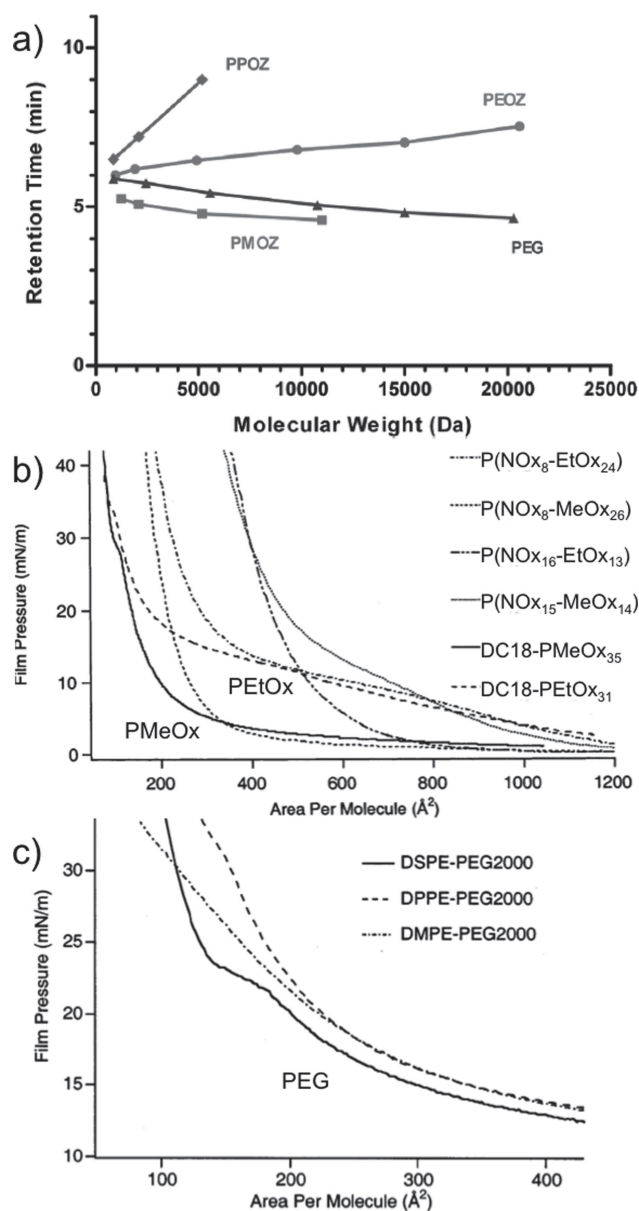 a)
10
5
0
Retention Time (min)
PPOZ
PEOZ
PMOZ
PEG
0 5000 10000 15000 20000 25000
Molecular Weight (Da)
b)
40
30
20
10
0
Film Pressure (mN/m)
P(NOx8-EtOx24)
P(NOx8-MeOx26)
P(NOx16-EtOx13)
P(NOx15-MeOx14)
DC18-PMeOx35
DC18-PEtOx31
PEtOx
PMeOx
200 400 600 800 1000 1200
Area Per Molecule (Å²)
c)
30
25
20
15
10
Film Pressure (mN/m)
DSPE-PEG2000
DPPE-PEG2000
DMPE-PEG2000
PEG
100 200 300 400
Area Per Molecule (Å²)